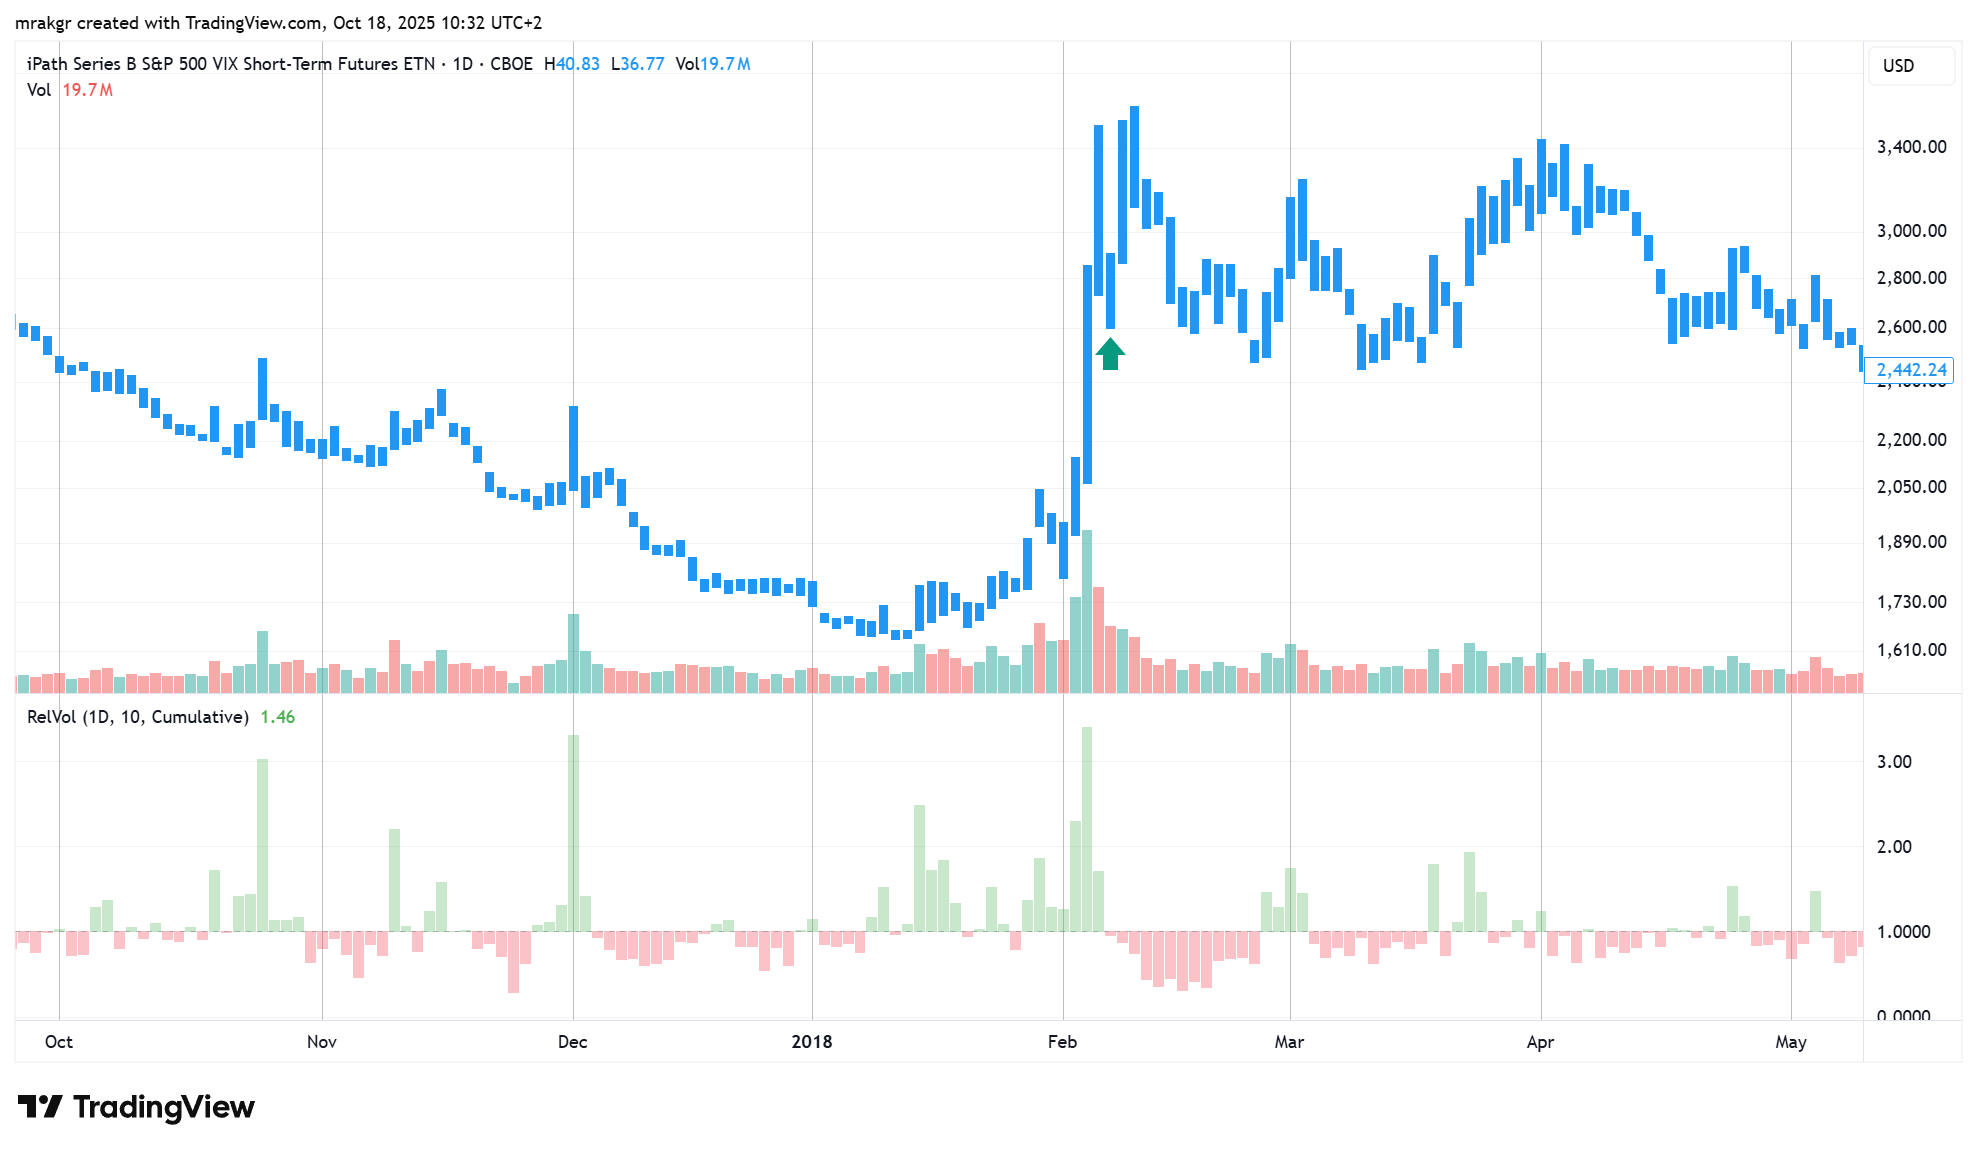 mrakgr created with TradingView.com, Oct 18, 2025 10:32 UTC+2
iPath Series B S&P 500 VIX Short-Term Futures ETN · 1D · CBOE H40.83 L36.77 Vol19.7M
Vol 19.7M
USD
3,400.00
3,000.00
2,800.00
2,600.00
2,442.24
2,200.00
2,050.00
1,890.00
1,730.00
1,610.00
RelVol (1D, 10, Cumulative) 1.46
3.00
2.00
1.0000
0.0000
Oct Nov Dec 2018 Feb Mar Apr May
TradingView